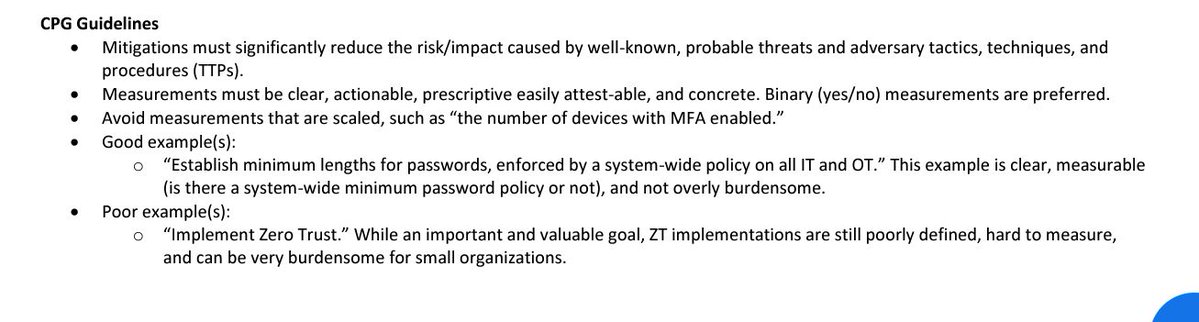 CPG Guidelines
• Mitigations must significantly reduce the risk/impact caused by well-known, probable threats and adversary tactics, techniques, and
procedures (TTPs).
• Measurements must be clear, actionable, prescriptive easily attest-able, and concrete. Binary (yes/no) measurements are preferred.
• Avoid measurements that are scaled, such as “the number of devices with MFA enabled.”
• Good example(s):
o “Establish minimum lengths for passwords, enforced by a system-wide policy on all IT and OT.” This example is clear, measurable
(is there a system-wide minimum password policy or not), and not overly burdensome.
• Poor example(s):
o “Implement Zero Trust.” While an important and valuable goal, ZT implementations are still poorly defined, hard to measure,
and can be very burdensome for small organizations.